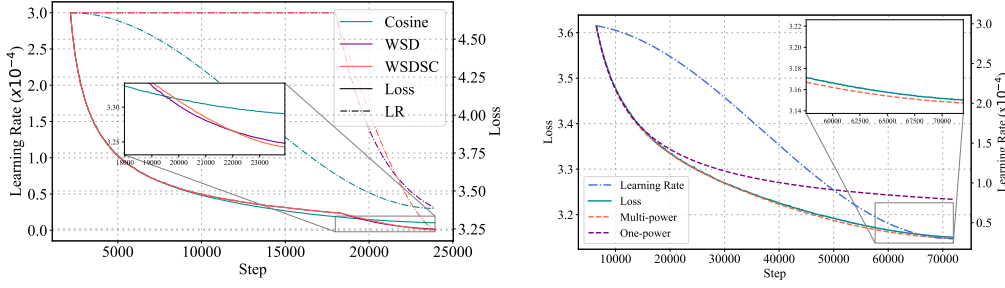 3.0
2.5
2.0
1.5
1.0
0.5
0.0
Learning Rate (x10⁻⁴)
Cosine
WSD
WSDSC
Loss
LR
3.30
3.25
18000 19000 20000 21000 22000 23000
4.50
4.25
4.00
3.75
3.50
3.25
Loss
5000 10000 15000 20000 25000
Step
3.6
3.5
3.4
3.3
3.2
Loss
Learning Rate
Loss
Multi-power
One-power
3.22
3.20
3.18
3.16
3.14
60000 62500 65000 67500 70000
3.0
2.5
2.0
1.5
1.0
0.5
Learning Rate (x10⁻⁴)
10000 20000 30000 40000 50000 60000 70000
Step